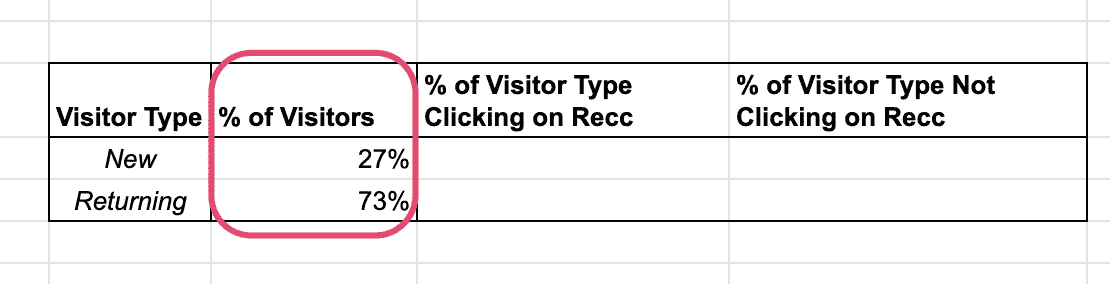 Visitor Type % of Visitors % of Visitor Type Clicking on Recc % of Visitor Type Not Clicking on Recc
New 27%
Returning 73%